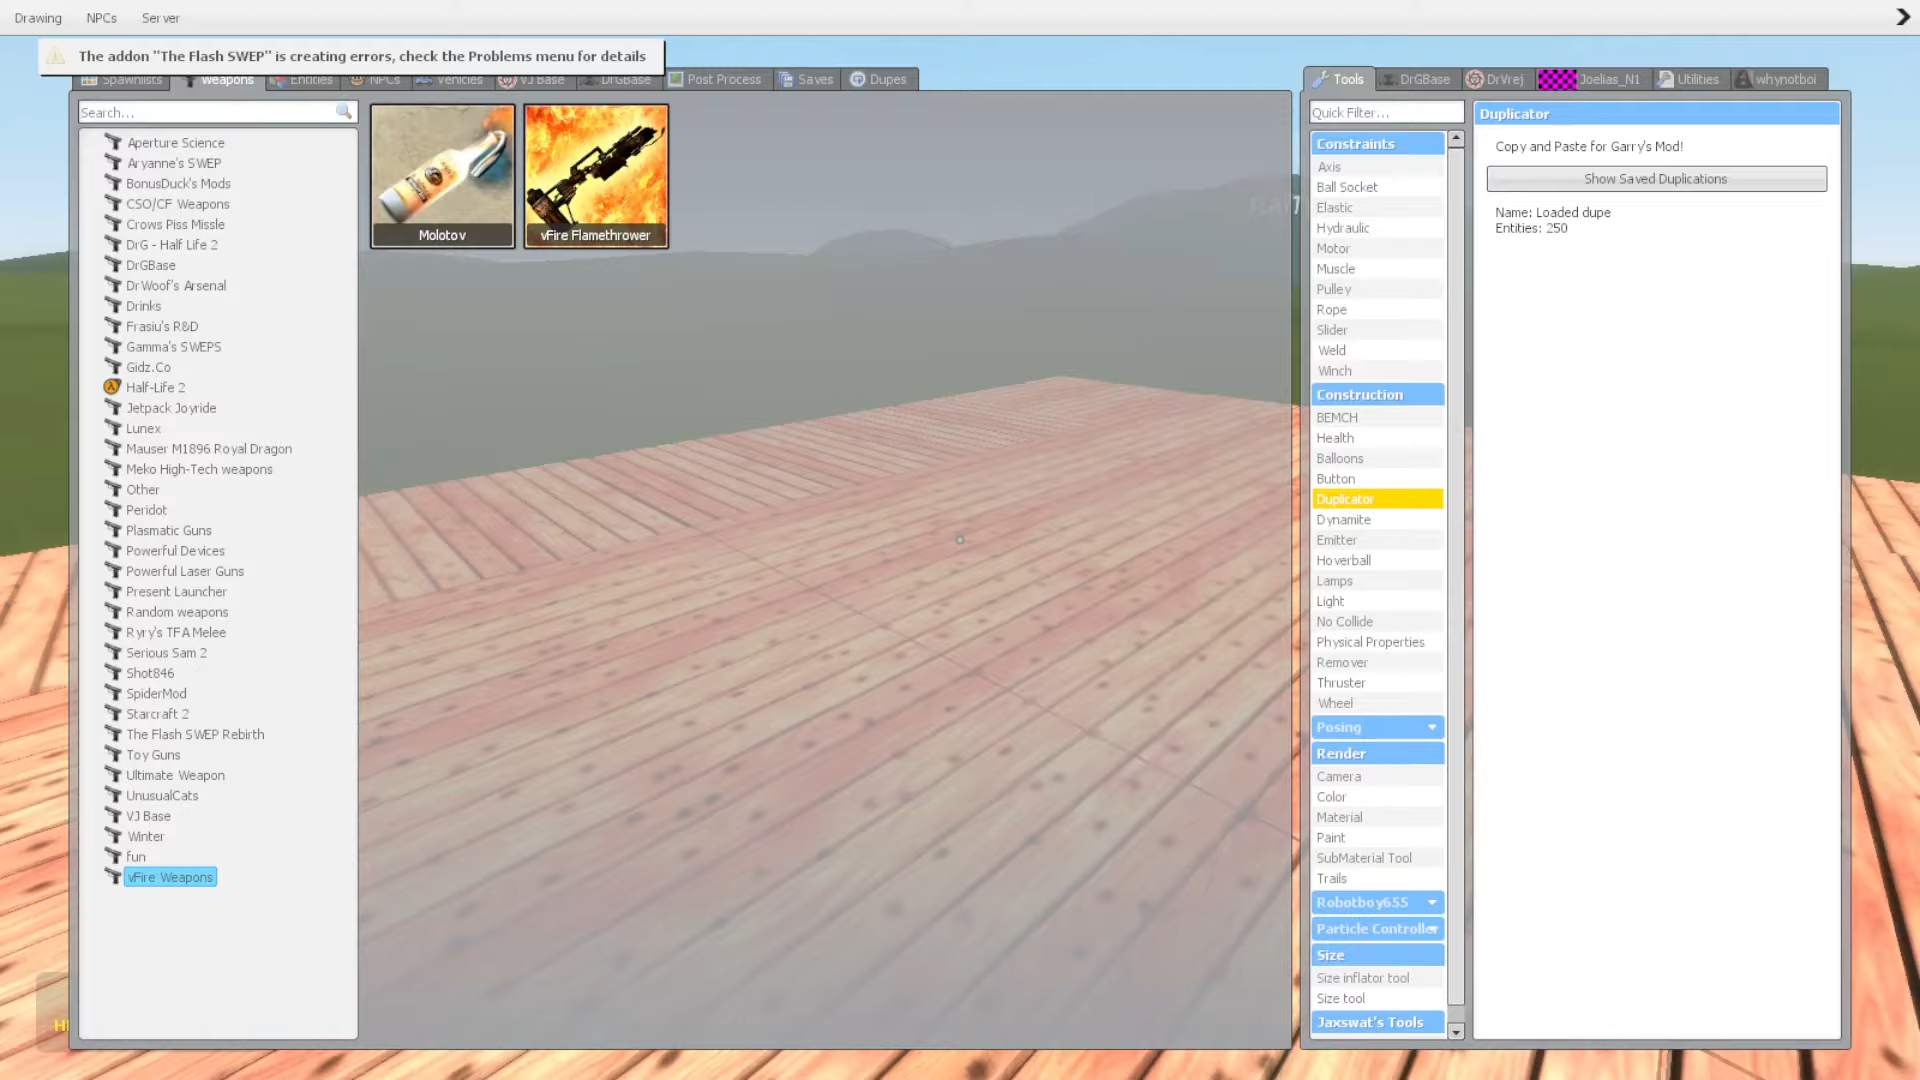 Drawing NPCs Server
The addon "The Flash SWEP" is creating errors, check the Problems menu for details
Spawnlists Weapons Entities NPCs Vehicles VJ Base DrGBase Post Process Saves Dupes
Search...
Aperture Science
Aryanne's SWEP
BonusDuck's Mods
CSO/CF Weapons
Crows Piss Missle
DrG - Half Life 2
DrGBase
DrWoof's Arsenal
Drinks
Frasiu's R&D
Gamma's SWEPS
Gidz.Co
Half-Life 2
Jetpack Joyride
Lunex
Mauser M1896 Royal Dragon
Meko High-Tech weapons
Other
Peridot
Plasmatic Guns
Powerful Devices
Powerful Laser Guns
Present Launcher
Random weapons
Ryry's TFA Melee
Serious Sam 2
Shot846
SpiderMod
Starcraft 2
The Flash SWEP Rebirth
Toy Guns
Ultimate Weapon
UnusualCats
VJ Base
Winter
fun
vFire Weapons
Molotov
vFire Flamethrower
Tools DrGBase DrVrej Joelias_N1 Utilities whynotboi
Quick Filter...
Constraints
Axis
Ball Socket
Elastic
Hydraulic
Motor
Muscle
Pulley
Rope
Slider
Weld
Winch
Construction
BEMCH
Health
Balloons
Button
Duplicator
Dynamite
Emitter
Hoverball
Lamps
Light
No Collide
Physical Properties
Remover
Thruster
Wheel
Posing
Render
Camera
Color
Material
Paint
SubMaterial Tool
Trails
Robotboy655
Particle Controller
Size
Size inflator tool
Size tool
Jaxswat's Tools
Duplicator
Copy and Paste for Garry's Mod!
Show Saved Duplications
Name: Loaded dupe
Entities: 250